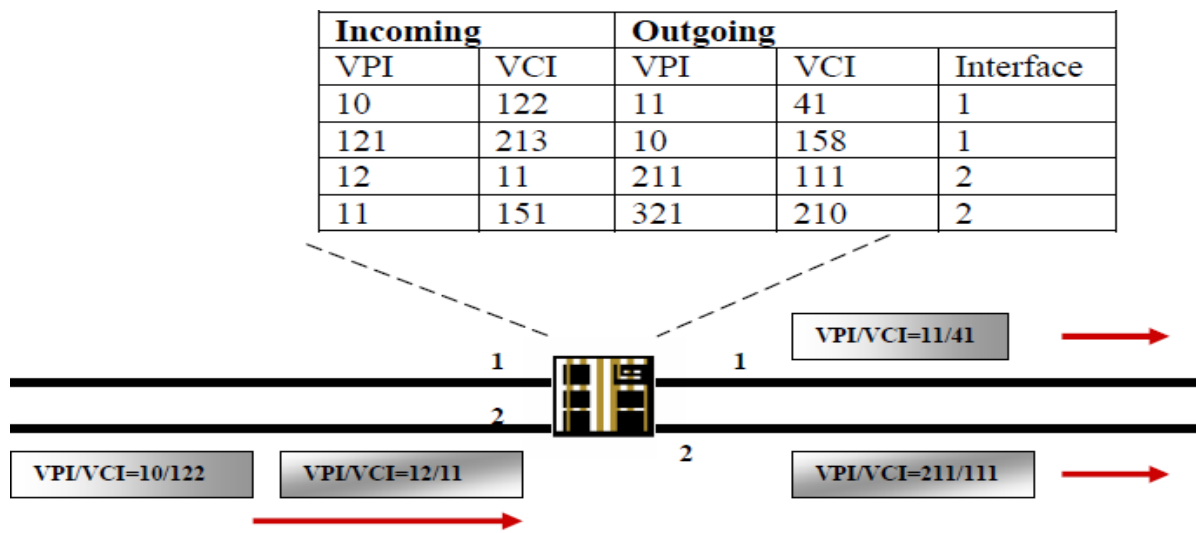 Incoming Outgoing
VPI VCI VPI VCI Interface
10 122 11 41 1
121 213 10 158 1
12 11 211 111 2
11 151 321 210 2
VPI/VCI=11/41
1 1
2
2
VPI/VCI=10/122 VPI/VCI=12/11 VPI/VCI=211/111